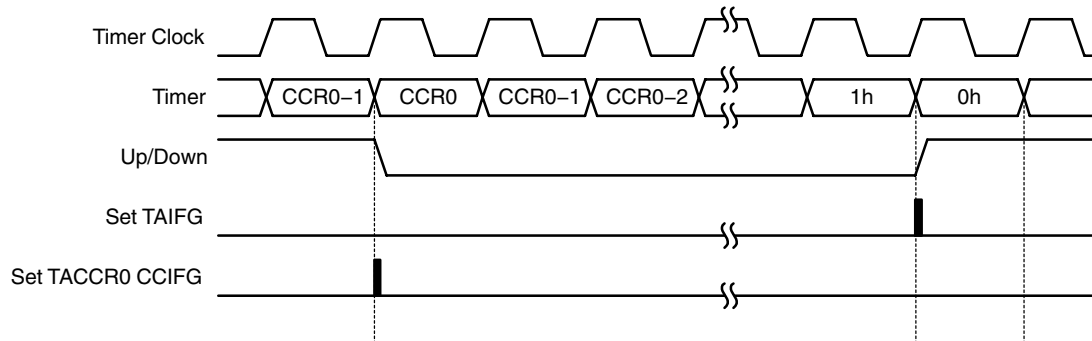 Timer Clock
Timer
CCR0−1
CCR0
CCR0−1
CCR0−2
1h
0h
Up/Down
Set TAIFG
Set TACCR0 CCIFG